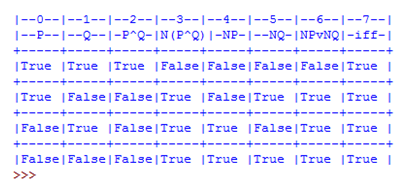 |--0--|--1--|--2--|--3--|--4--|--5--|--6--|--7--|
|--P--|--Q--|-P^Q-|N(P^Q)|-NP-|--NQ-|NPvNQ|-iff-|
+-----+-----+-----+-----+-----+-----+-----+-----+
|True |True |True |False|False|False|False|True |
+-----+-----+-----+-----+-----+-----+-----+-----+
|True |False|False|True |False|True |True |True |
+-----+-----+-----+-----+-----+-----+-----+-----+
|False|True |False|True |True |False|True |True |
+-----+-----+-----+-----+-----+-----+-----+-----+
|False|False|False|True |True |True |True |True |
>>>